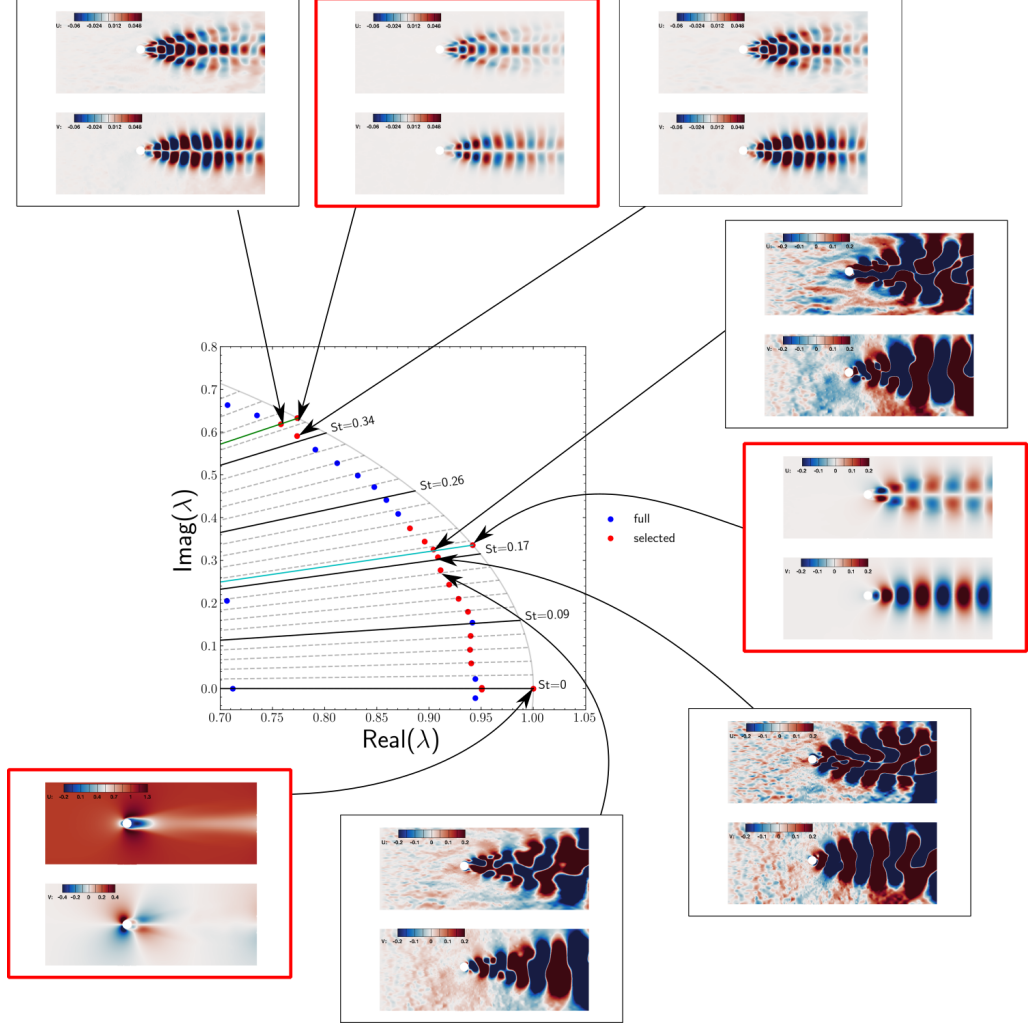 U: -0.06 -0.024 0.012 0.048
V: -0.06 -0.024 0.012 0.048
U: -0.06 -0.024 0.012 0.048
V: -0.06 -0.024 0.012 0.048
U: -0.06 -0.024 0.012 0.048
V: -0.06 -0.024 0.012 0.048
U: -0.2 -0.1 0 0.1 0.2
V: -0.2 -0.1 0 0.1 0.2
0.8
0.7
0.6
0.5
0.4
0.3
0.2
0.1
0.0
Imag(λ)
0.70 0.75 0.80 0.85 0.90 0.95 1.00 1.05
Real(λ)
St=0.34
St=0.26
St=0.17
St=0.09
St=0
full
selected
U: -0.2 -0.1 0 0.1 0.2
V: -0.2 -0.1 0 0.1 0.2
U: -0.2 -0.1 0 0.1 0.2
V: -0.2 -0.1 0 0.1 0.2
U: -0.2 0.1 0.4 0.7 1 1.3
V: -0.4 -0.2 0 0.2 0.4
U: -0.2 -0.1 0 0.1 0.2
V: -0.2 -0.1 0 0.1 0.2